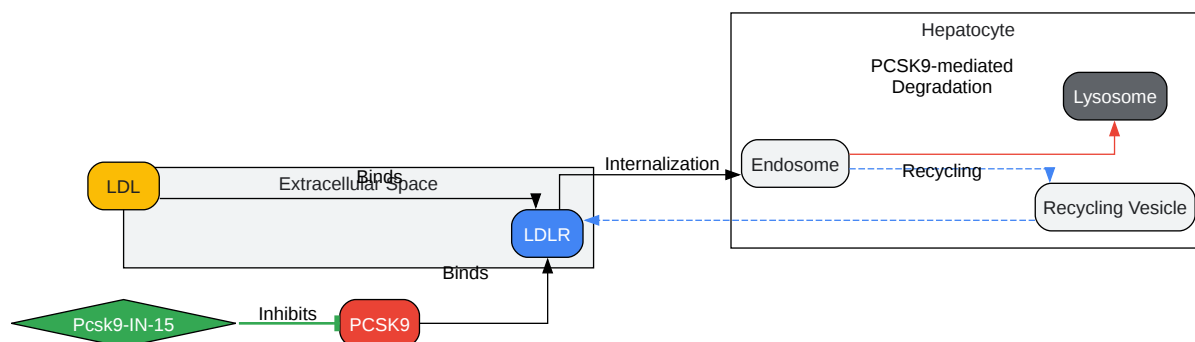 Hepatocyte
PCSK9-mediated
Degradation
Lysosome
Internalization
Endosome
Recycling
LDL
Binds
Extracellular Space
Recycling Vesicle
LDLR
Binds
Pcsk9-IN-15
Inhibits
PCSK9